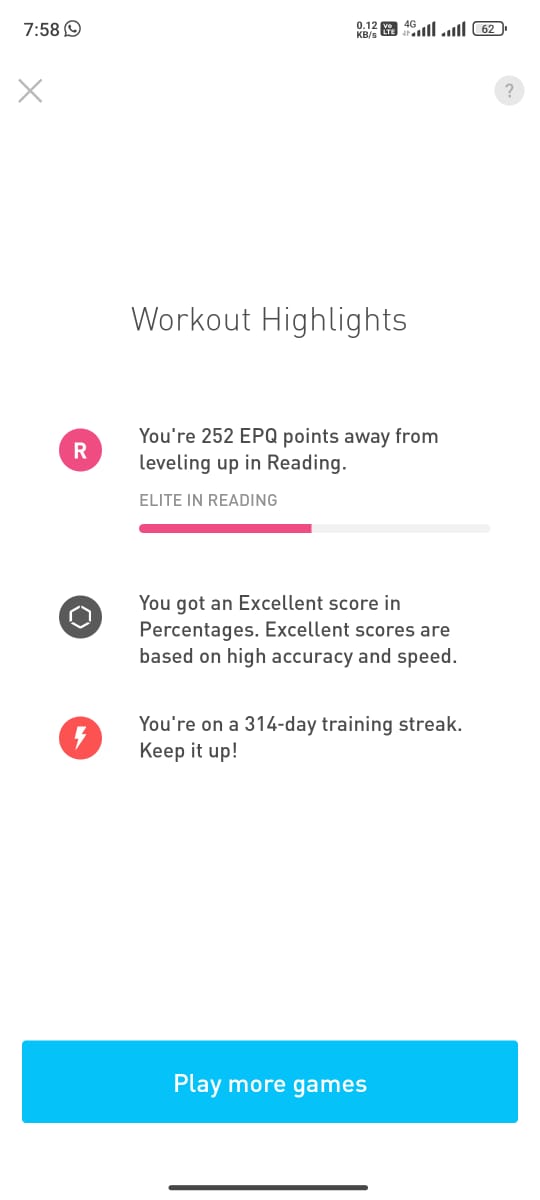 7:58
0.12 KB/s
Vo LTE
4G
62
?
Workout Highlights
R
You're 252 EPQ points away from
leveling up in Reading.
ELITE IN READING
You got an Excellent score in
Percentages. Excellent scores are
based on high accuracy and speed.
You're on a 314-day training streak.
Keep it up!
Play more games